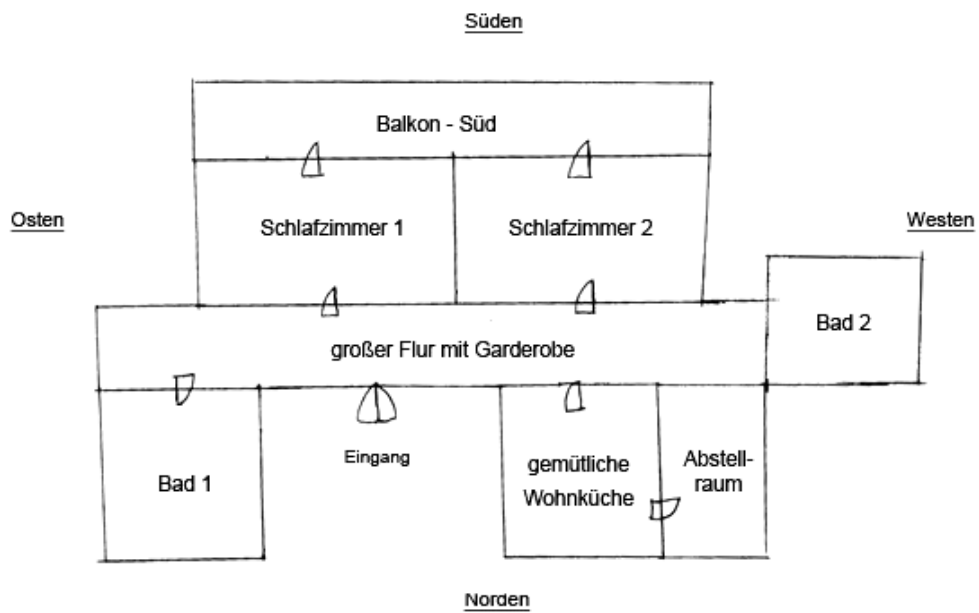 Süden
Balkon - Süd
Osten
Schlafzimmer 1
Schlafzimmer 2
Westen
Bad 2
großer Flur mit Garderobe
Eingang
Bad 1
gemütliche
Wohnküche
Abstell-
raum
Norden